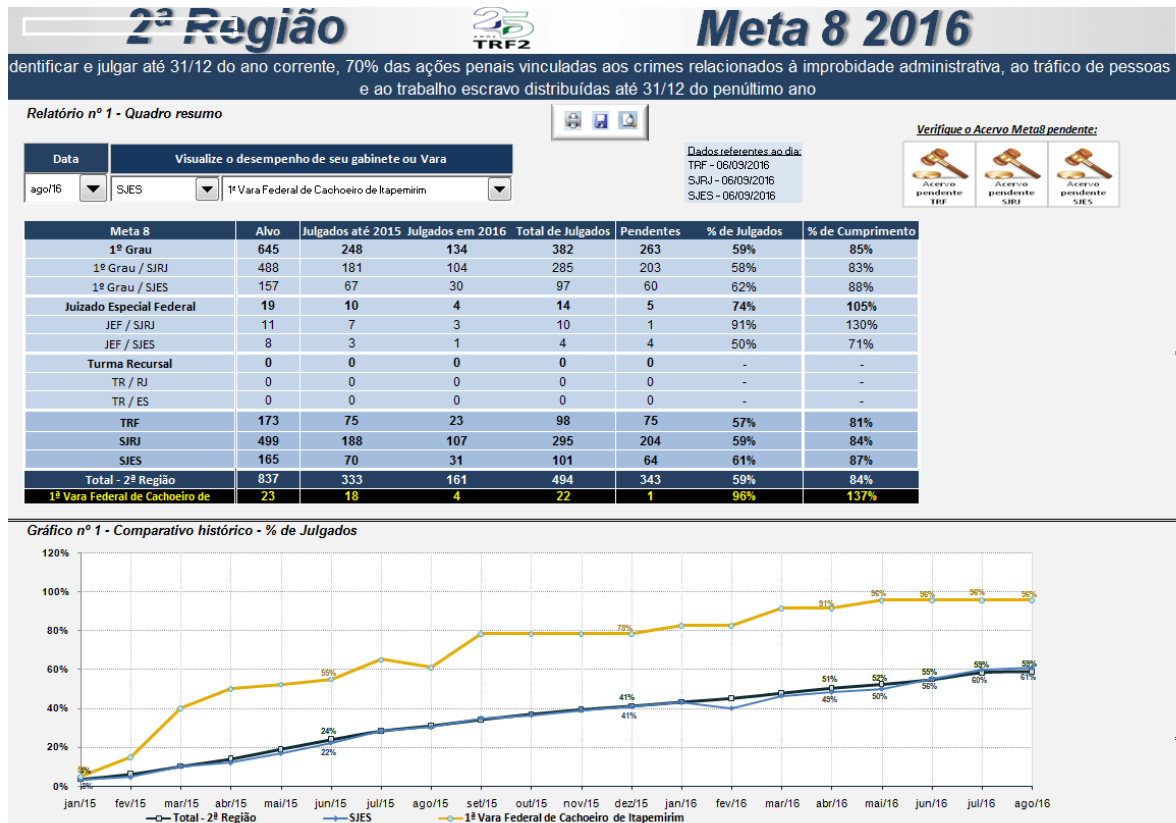 2ª Região
25
ANOS
TRF2
Meta 8 2016
dentificar e julgar até 31/12 do ano corrente, 70% das ações penais vinculadas aos crimes relacionados à improbidade administrativa, ao tráfico de pessoas
e ao trabalho escravo distribuídas até 31/12 do penúltimo ano
Relatório nº 1 - Quadro resumo
Verifique o Acervo Meta8 pendente:
Data Visualize o desempenho de seu gabinete ou Vara
ago/16 SJES 1ª Vara Federal de Cachoeiro de Itapemirim
Dados referentes ao dia:
TRF – 06/09/2016
SJRJ – 06/09/2016
SJES – 06/09/2016
Acervo pendente TRF
Acervo pendente SJRJ
Acervo pendente SJES
Meta 8 Alvo Julgados até 2015 Julgados em 2016 Total de Julgados Pendentes % de Julgados % de Cumprimento
1º Grau 645 248 134 382 263 59% 85%
1º Grau / SJRJ 488 181 104 285 203 58% 83%
1º Grau / SJES 157 67 30 97 60 62% 88%
Juizado Especial Federal 19 10 4 14 5 74% 105%
JEF / SJRJ 11 7 3 10 1 91% 130%
JEF / SJES 8 3 1 4 4 50% 71%
Turma Recursal 0 0 0 0 0 - -
TR / RJ 0 0 0 0 0 - -
TR / ES 0 0 0 0 0 - -
TRF 173 75 23 98 75 57% 81%
SJRJ 499 188 107 295 204 59% 84%
SJES 165 70 31 101 64 61% 87%
Total - 2ª Região 837 333 161 494 343 59% 84%
1ª Vara Federal de Cachoeiro de 23 18 4 22 1 96% 137%
Gráfico nº 1 - Comparativo histórico - % de Julgados
120%
100%
80%
60%
40%
20%
0%
55% 78% 91% 96% 96% 96% 96%
24% 41% 51% 52% 55% 59% 59%
3% 22% 41% 49% 50% 56% 60% 61%
jan/15 fev/15 mar/15 abr/15 mai/15 jun/15 jul/15 ago/15 set/15 out/15 nov/15 dez/15 jan/16 fev/16 mar/16 abr/16 mai/16 jun/16 jul/16 ago/16
Total - 2ª Região SJES 1ª Vara Federal de Cachoeiro de Itapemirim